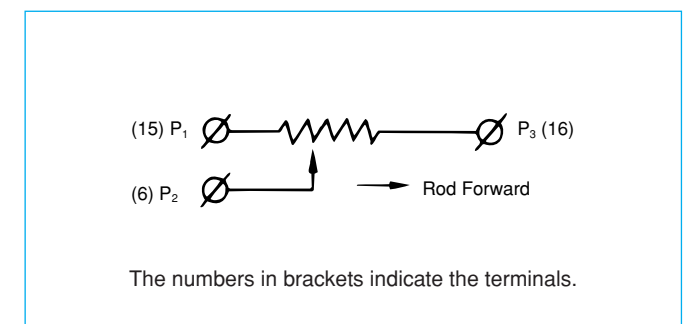 (15) P₁ P₃ (16)
(6) P₂ Rod Forward
The numbers in brackets indicate the terminals.